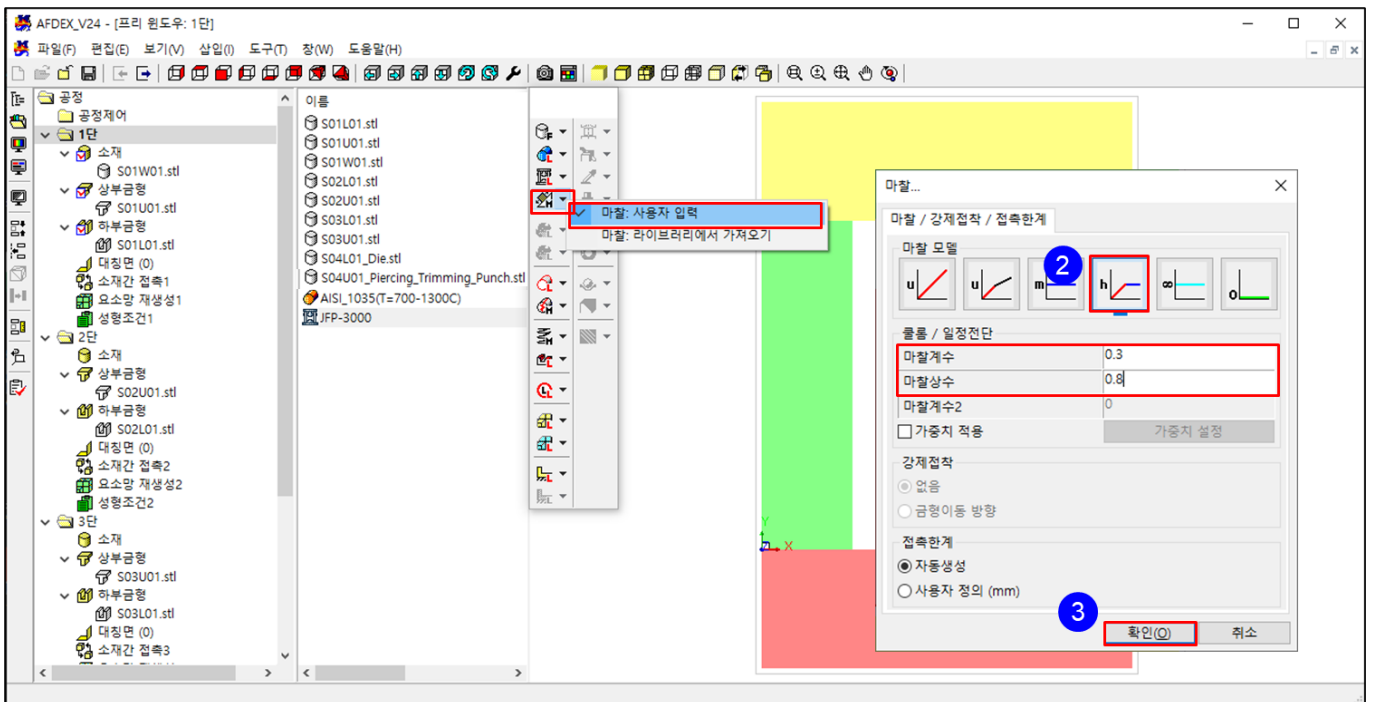 AFDEX_V24 - [프리 윈도우: 1단]
파일(F) 편집(E) 보기(V) 삽입(I) 도구(T) 창(W) 도움말(H)
공정
공정제어
1단
소재
S01W01.stl
상부금형
S01U01.stl
하부금형
S01L01.stl
대칭면 (0)
소재간 접촉1
요소망 재생성1
성형조건1
2단
소재
상부금형
S02U01.stl
하부금형
S02L01.stl
대칭면 (0)
소재간 접촉2
요소망 재생성2
성형조건2
3단
소재
상부금형
S03U01.stl
하부금형
S03L01.stl
대칭면 (0)
소재간 접촉3
이름
S01L01.stl
S01U01.stl
S01W01.stl
S02L01.stl
S02U01.stl
S03L01.stl
S03U01.stl
S04L01_Die.stl
S04U01_Piercing_Trimming_Punch.stl
AISI_1035(T=700-1300C)
JFP-3000
마찰: 사용자 입력
마찰: 라이브러리에서 가져오기
Y
Z X
마찰...
마찰 / 강제접착 / 접촉한계
마찰 모델
2
u u m h ∞ 0
쿨롱 / 일정전단
마찰계수 0.3
마찰상수 0.8
마찰계수2 0
가중치 적용 가중치 설정
강제접착
없음
금형이동 방향
접촉한계
자동생성
사용자 정의 (mm)
3
확인(O) 취소